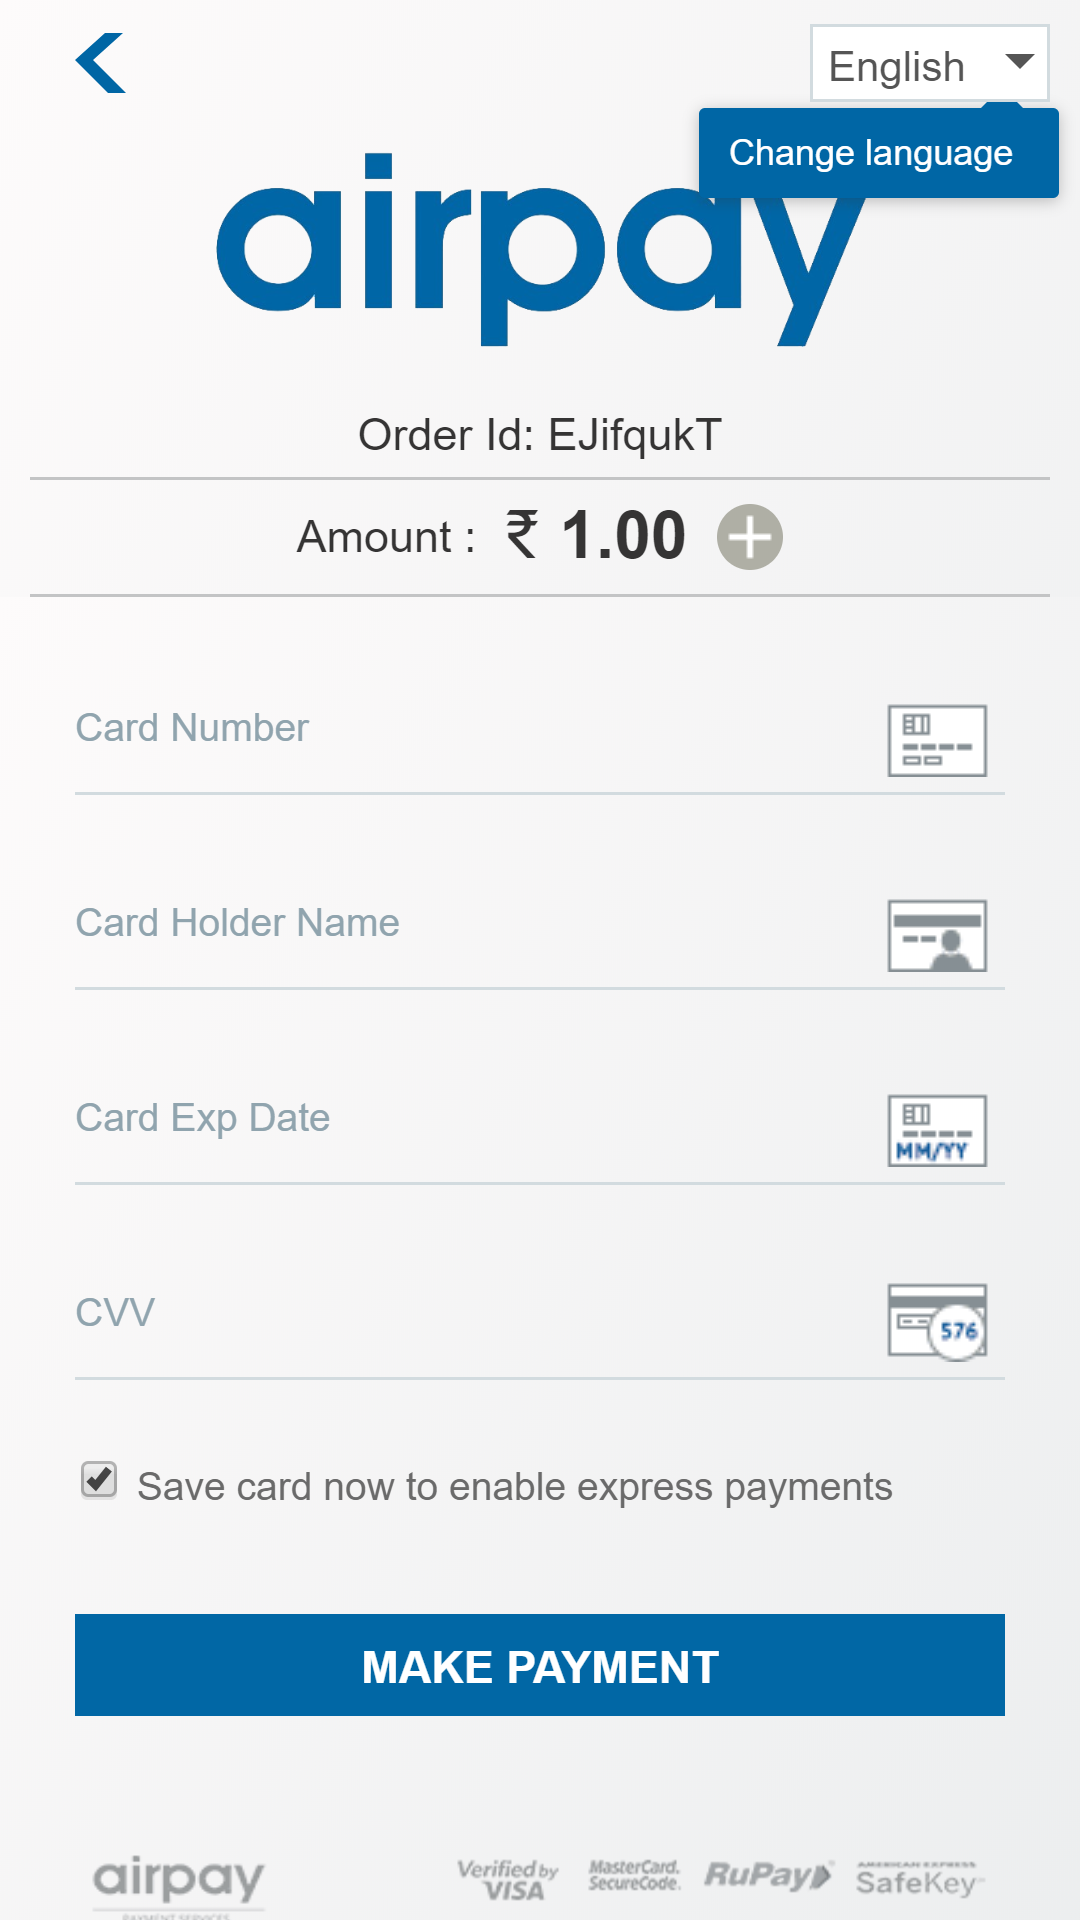 English
Change language
airpay
Order Id: EJifqukT
Amount : ₹ 1.00
Card Number
Card Holder Name
Card Exp Date
MM/YY
CVV
576
Save card now to enable express payments
MAKE PAYMENT
airpay
PAYMENT SERVICES
Verified by
VISA
MasterCard.
SecureCode.
RuPay
AMERICAN EXPRESS
SafeKey